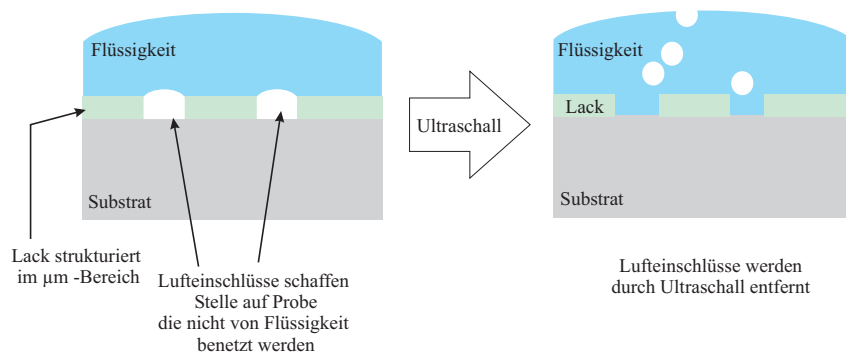 Flüssigkeit
Substrat
Lack strukturiert
im µm -Bereich
Lufteinschlüsse schaffen
Stelle auf Probe
die nicht von Flüssigkeit
benetzt werden
Ultraschall
Flüssigkeit
Lack
Substrat
Lufteinschlüsse werden
durch Ultraschall entfernt